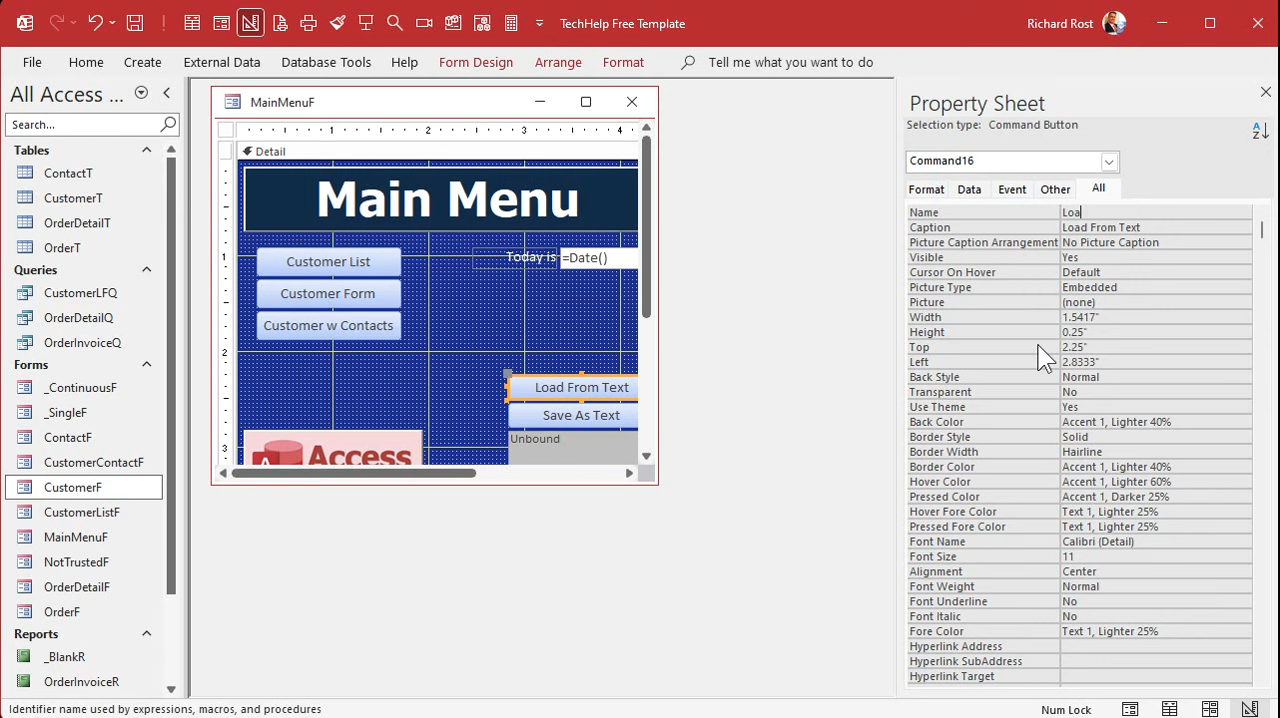 TechHelp Free Template
Richard Rost
File Home Create External Data Database Tools Help Form Design Arrange Format Tell me what you want to do
All Access ...
Search...
Tables
ContactT
CustomerT
OrderDetailT
OrderT
Queries
CustomerLFQ
OrderDetailQ
OrderInvoiceQ
Forms
_ContinuousF
_SingleF
ContactF
CustomerContactF
CustomerF
CustomerListF
MainMenuF
NotTrustedF
OrderDetailF
OrderF
Reports
_BlankR
OrderInvoiceR
MainMenuF
1 2 3 4
Detail
Main Menu
1
Customer List
Today is =Date()
Customer Form
Customer w Contacts
2
Load From Text
Save As Text
Unbound
3
Access
Property Sheet
Selection type: Command Button
Command16
Format Data Event Other All
Name Loa
Caption Load From Text
Picture Caption Arrangement No Picture Caption
Visible Yes
Cursor On Hover Default
Picture Type Embedded
Picture (none)
Width 1.5417"
Height 0.25"
Top 2.25"
Left 2.8333"
Back Style Normal
Transparent No
Use Theme Yes
Back Color Accent 1, Lighter 40%
Border Style Solid
Border Width Hairline
Border Color Accent 1, Lighter 40%
Hover Color Accent 1, Lighter 60%
Pressed Color Accent 1, Darker 25%
Hover Fore Color Text 1, Lighter 25%
Pressed Fore Color Text 1, Lighter 25%
Font Name Calibri (Detail)
Font Size 11
Alignment Center
Font Weight Normal
Font Underline No
Font Italic No
Fore Color Text 1, Lighter 25%
Hyperlink Address
Hyperlink SubAddress
Hyperlink Target
Identifier name used by expressions, macros, and procedures
Num Lock